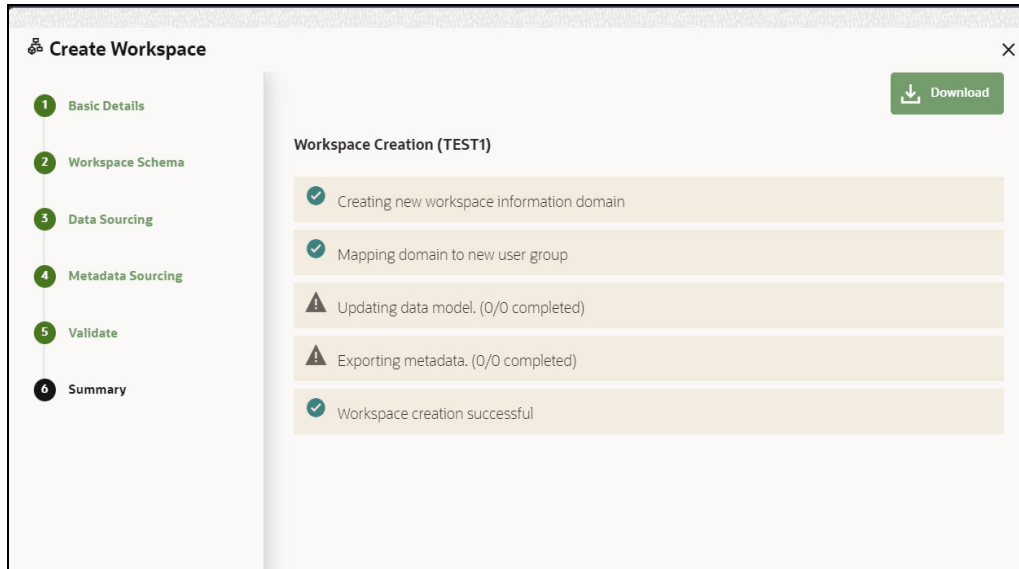 Create Workspace
1 Basic Details
2 Workspace Schema
3 Data Sourcing
4 Metadata Sourcing
5 Validate
6 Summary
Download
Workspace Creation (TEST1)
Creating new workspace information domain
Mapping domain to new user group
Updating data model. (0/0 completed)
Exporting metadata. (0/0 completed)
Workspace creation successful